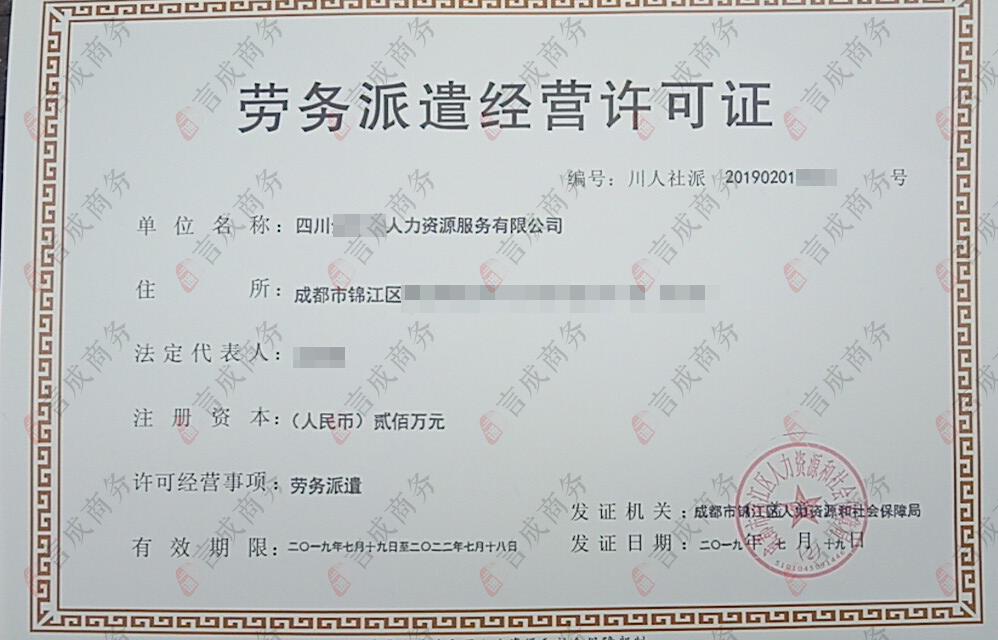 劳务派遣经营许可证
编号：川人社派 20190201 号
单位名称：四川 人力资源服务有限公司
住所：成都市锦江区
法定代表人：
注册资本：（人民币）贰佰万元
许可经营事项：劳务派遣
有效期限：二〇一九年七月十九日至二〇二二年七月十八日
发证机关：成都市锦江区人力资源和社会保障局
发证日期：二〇一九年七月十九日
(2)
言成商务